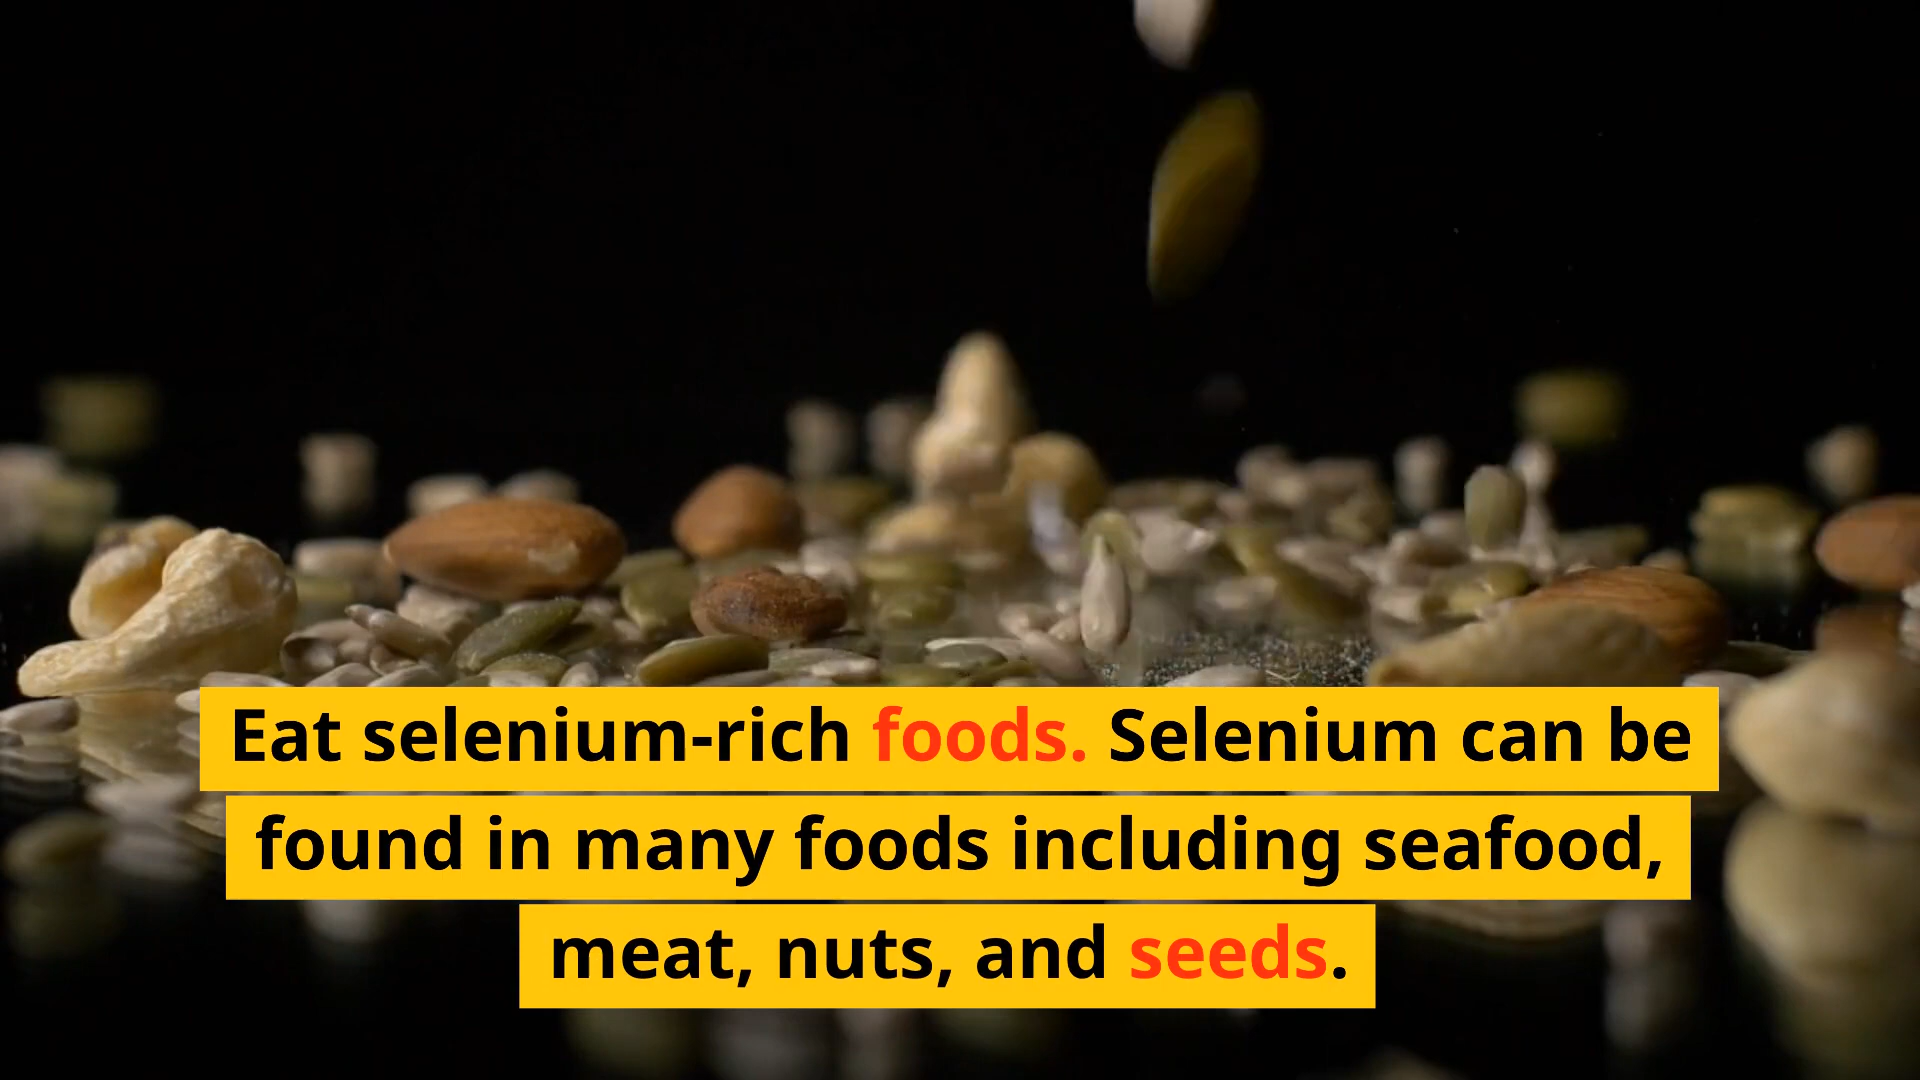 Eat selenium-rich foods. Selenium can be
found in many foods including seafood,
meat, nuts, and seeds.